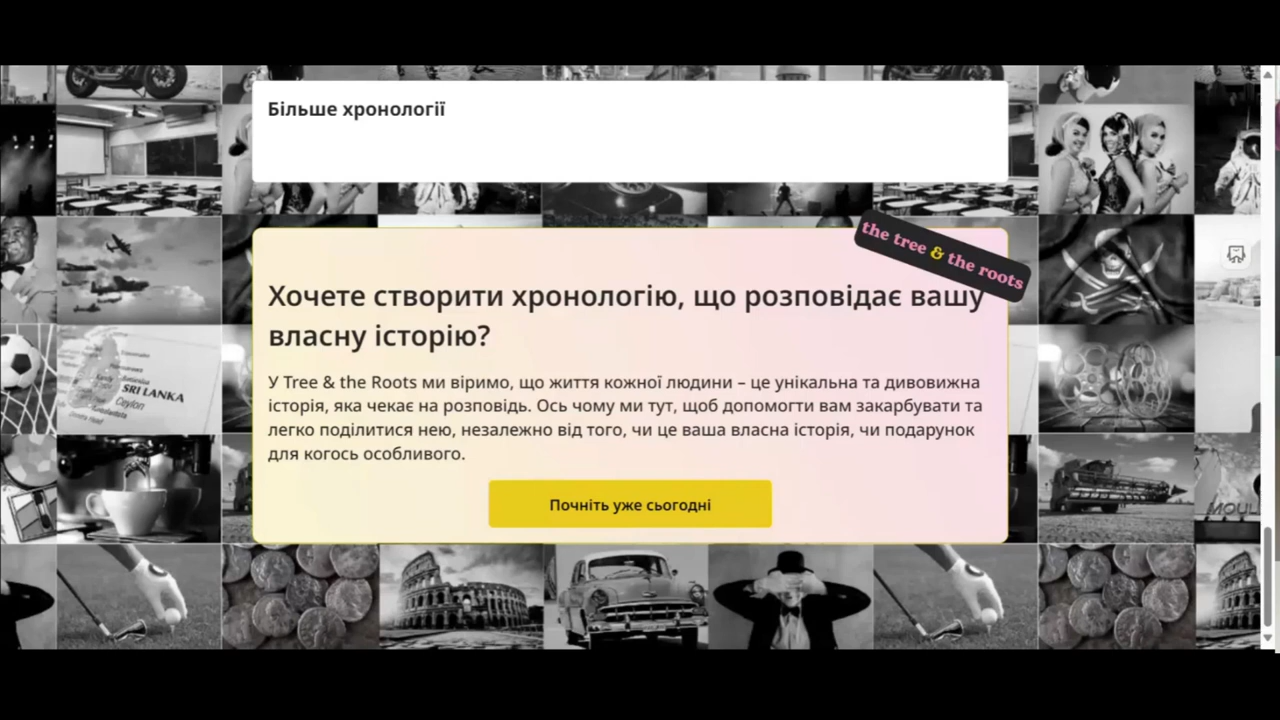 Більше хронології
the tree & the roots
Хочете створити хронологію, що розповідає вашу
власну історію?
У Tree & the Roots ми віримо, що життя кожної людини – це унікальна та дивовижна
історія, яка чекає на розповідь. Ось чому ми тут, щоб допомогти вам закарбувати та
легко поділитися нею, незалежно від того, чи це ваша власна історія, чи подарунок
для когось особливого.
SRI LANKA
Ceylon
Почніть уже сьогодні
MOUL